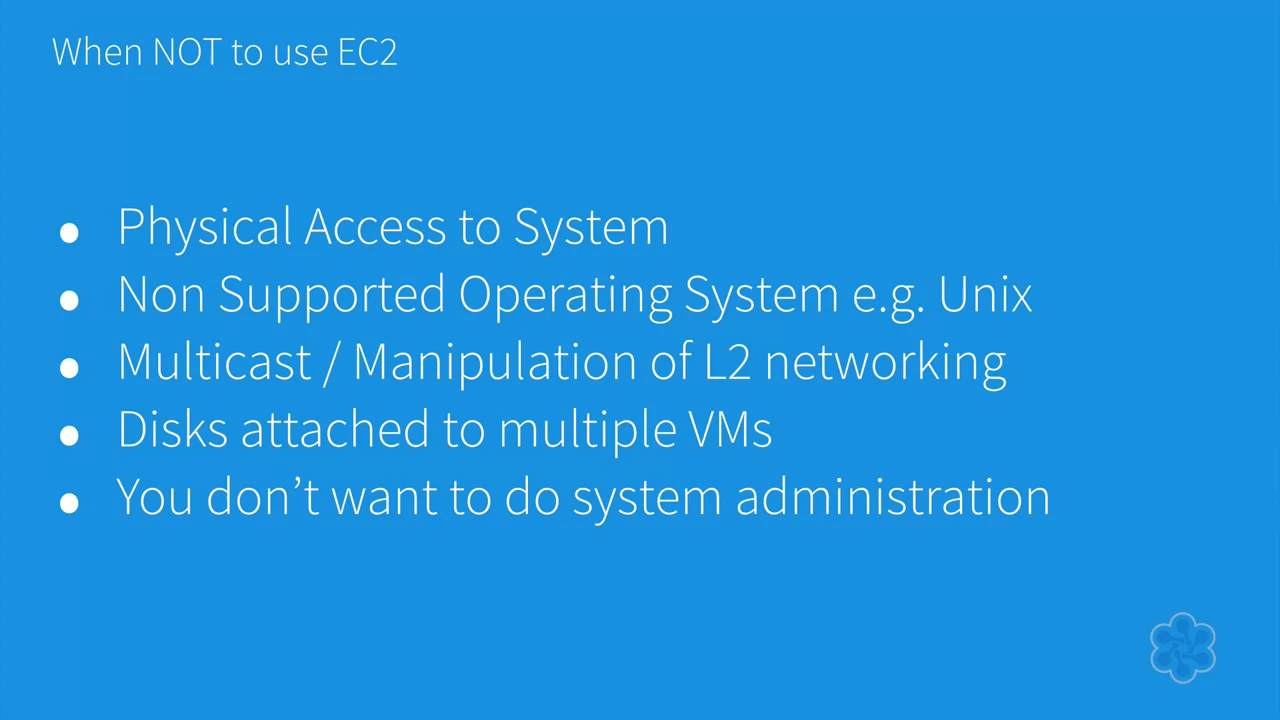 When NOT to use EC2
● Physical Access to System
● Non Supported Operating System e.g. Unix
● Multicast / Manipulation of L2 networking
● Disks attached to multiple VMs
● You don’t want to do system administration